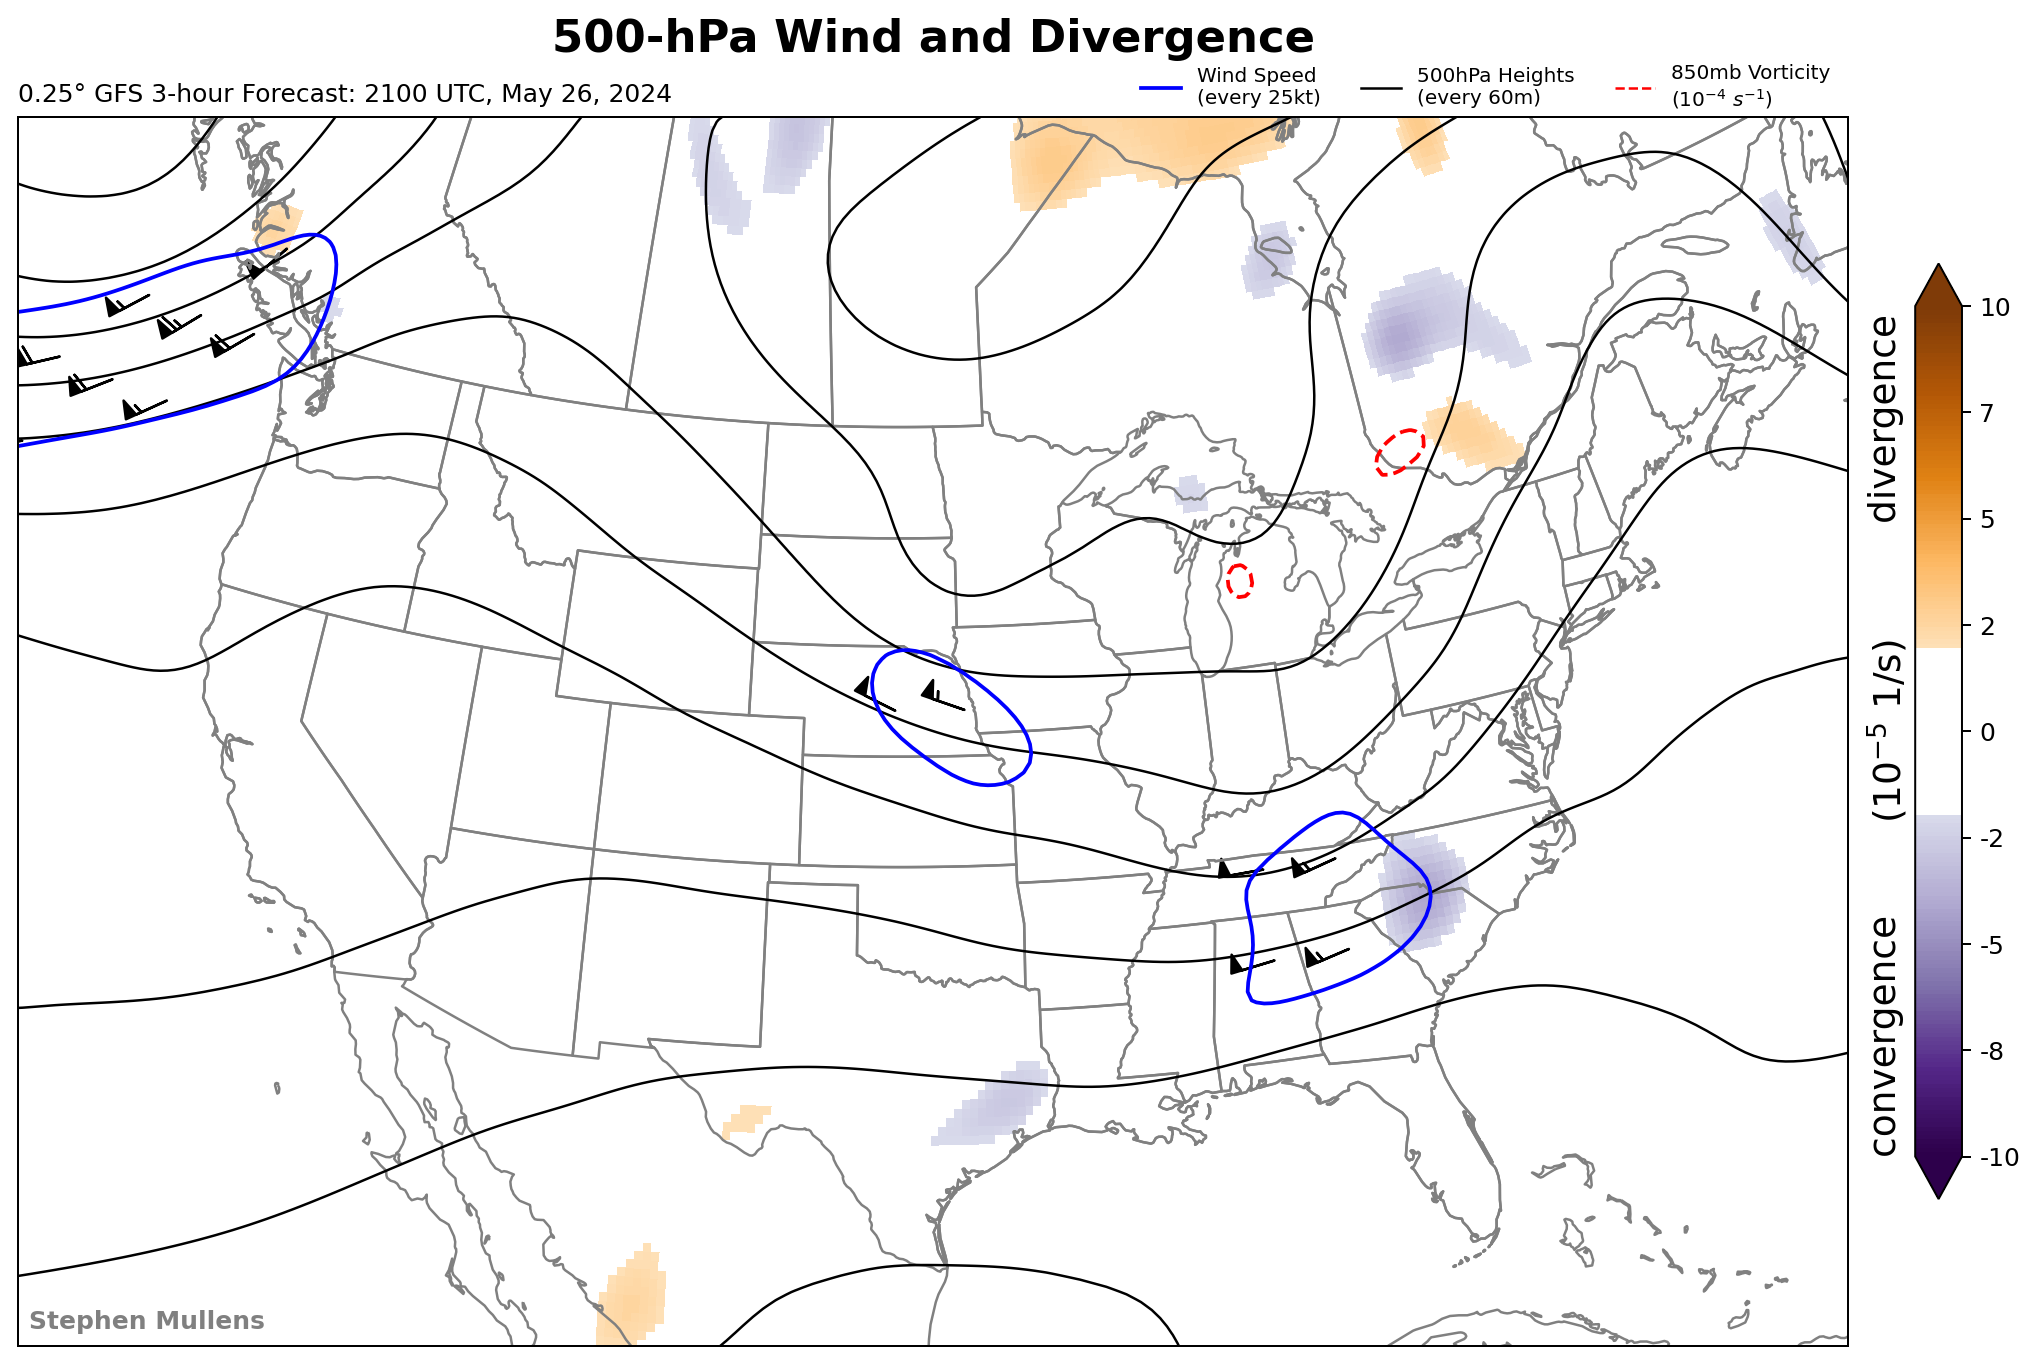 500-hPa Wind and Divergence
0.25° GFS 3-hour Forecast: 2100 UTC, May 26, 2024
Wind Speed
(every 25kt)
500hPa Heights
(every 60m)
850mb Vorticity
(10⁻⁴ s⁻¹)
10
7
5
2
0
-2
-5
-8
-10
convergence (10⁻⁵ 1/s) divergence
Stephen Mullens